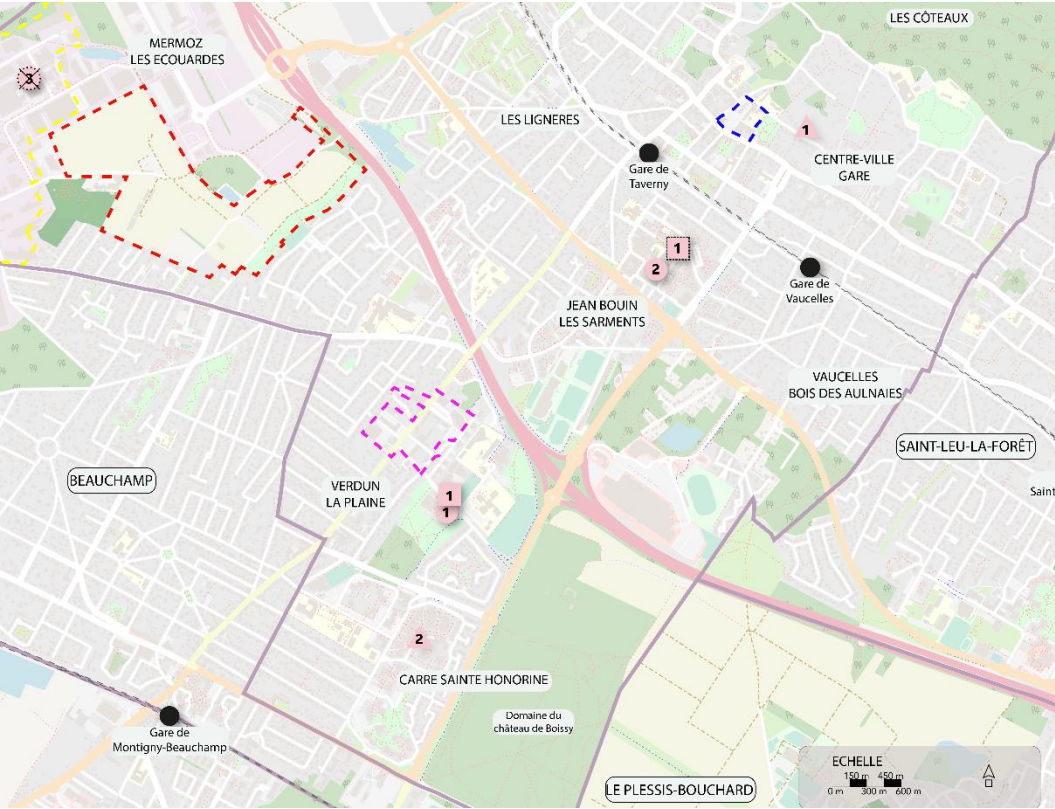 LES CÔTEAUX
MERMOZ
LES ECOUARDES
3
LES LIGNERES
1
Gare de
Taverny
CENTRE-VILLE
GARE
1
2
Gare de
Vaucelles
JEAN BOUIN
LES SARMENTS
VAUCELLES
BOIS DES AULNAIES
SAINT-LEU-LA-FORÊT
BEAUCHAMP
VERDUN
LA PLAINE
Saint
1
1
2
CARRE SAINTE HONORINE
Domaine du
château de Boissy
Gare de
Montigny-Beauchamp
LE PLESSIS-BOUCHARD
ECHELLE
150 m 450 m
0 m 300 m 600 m